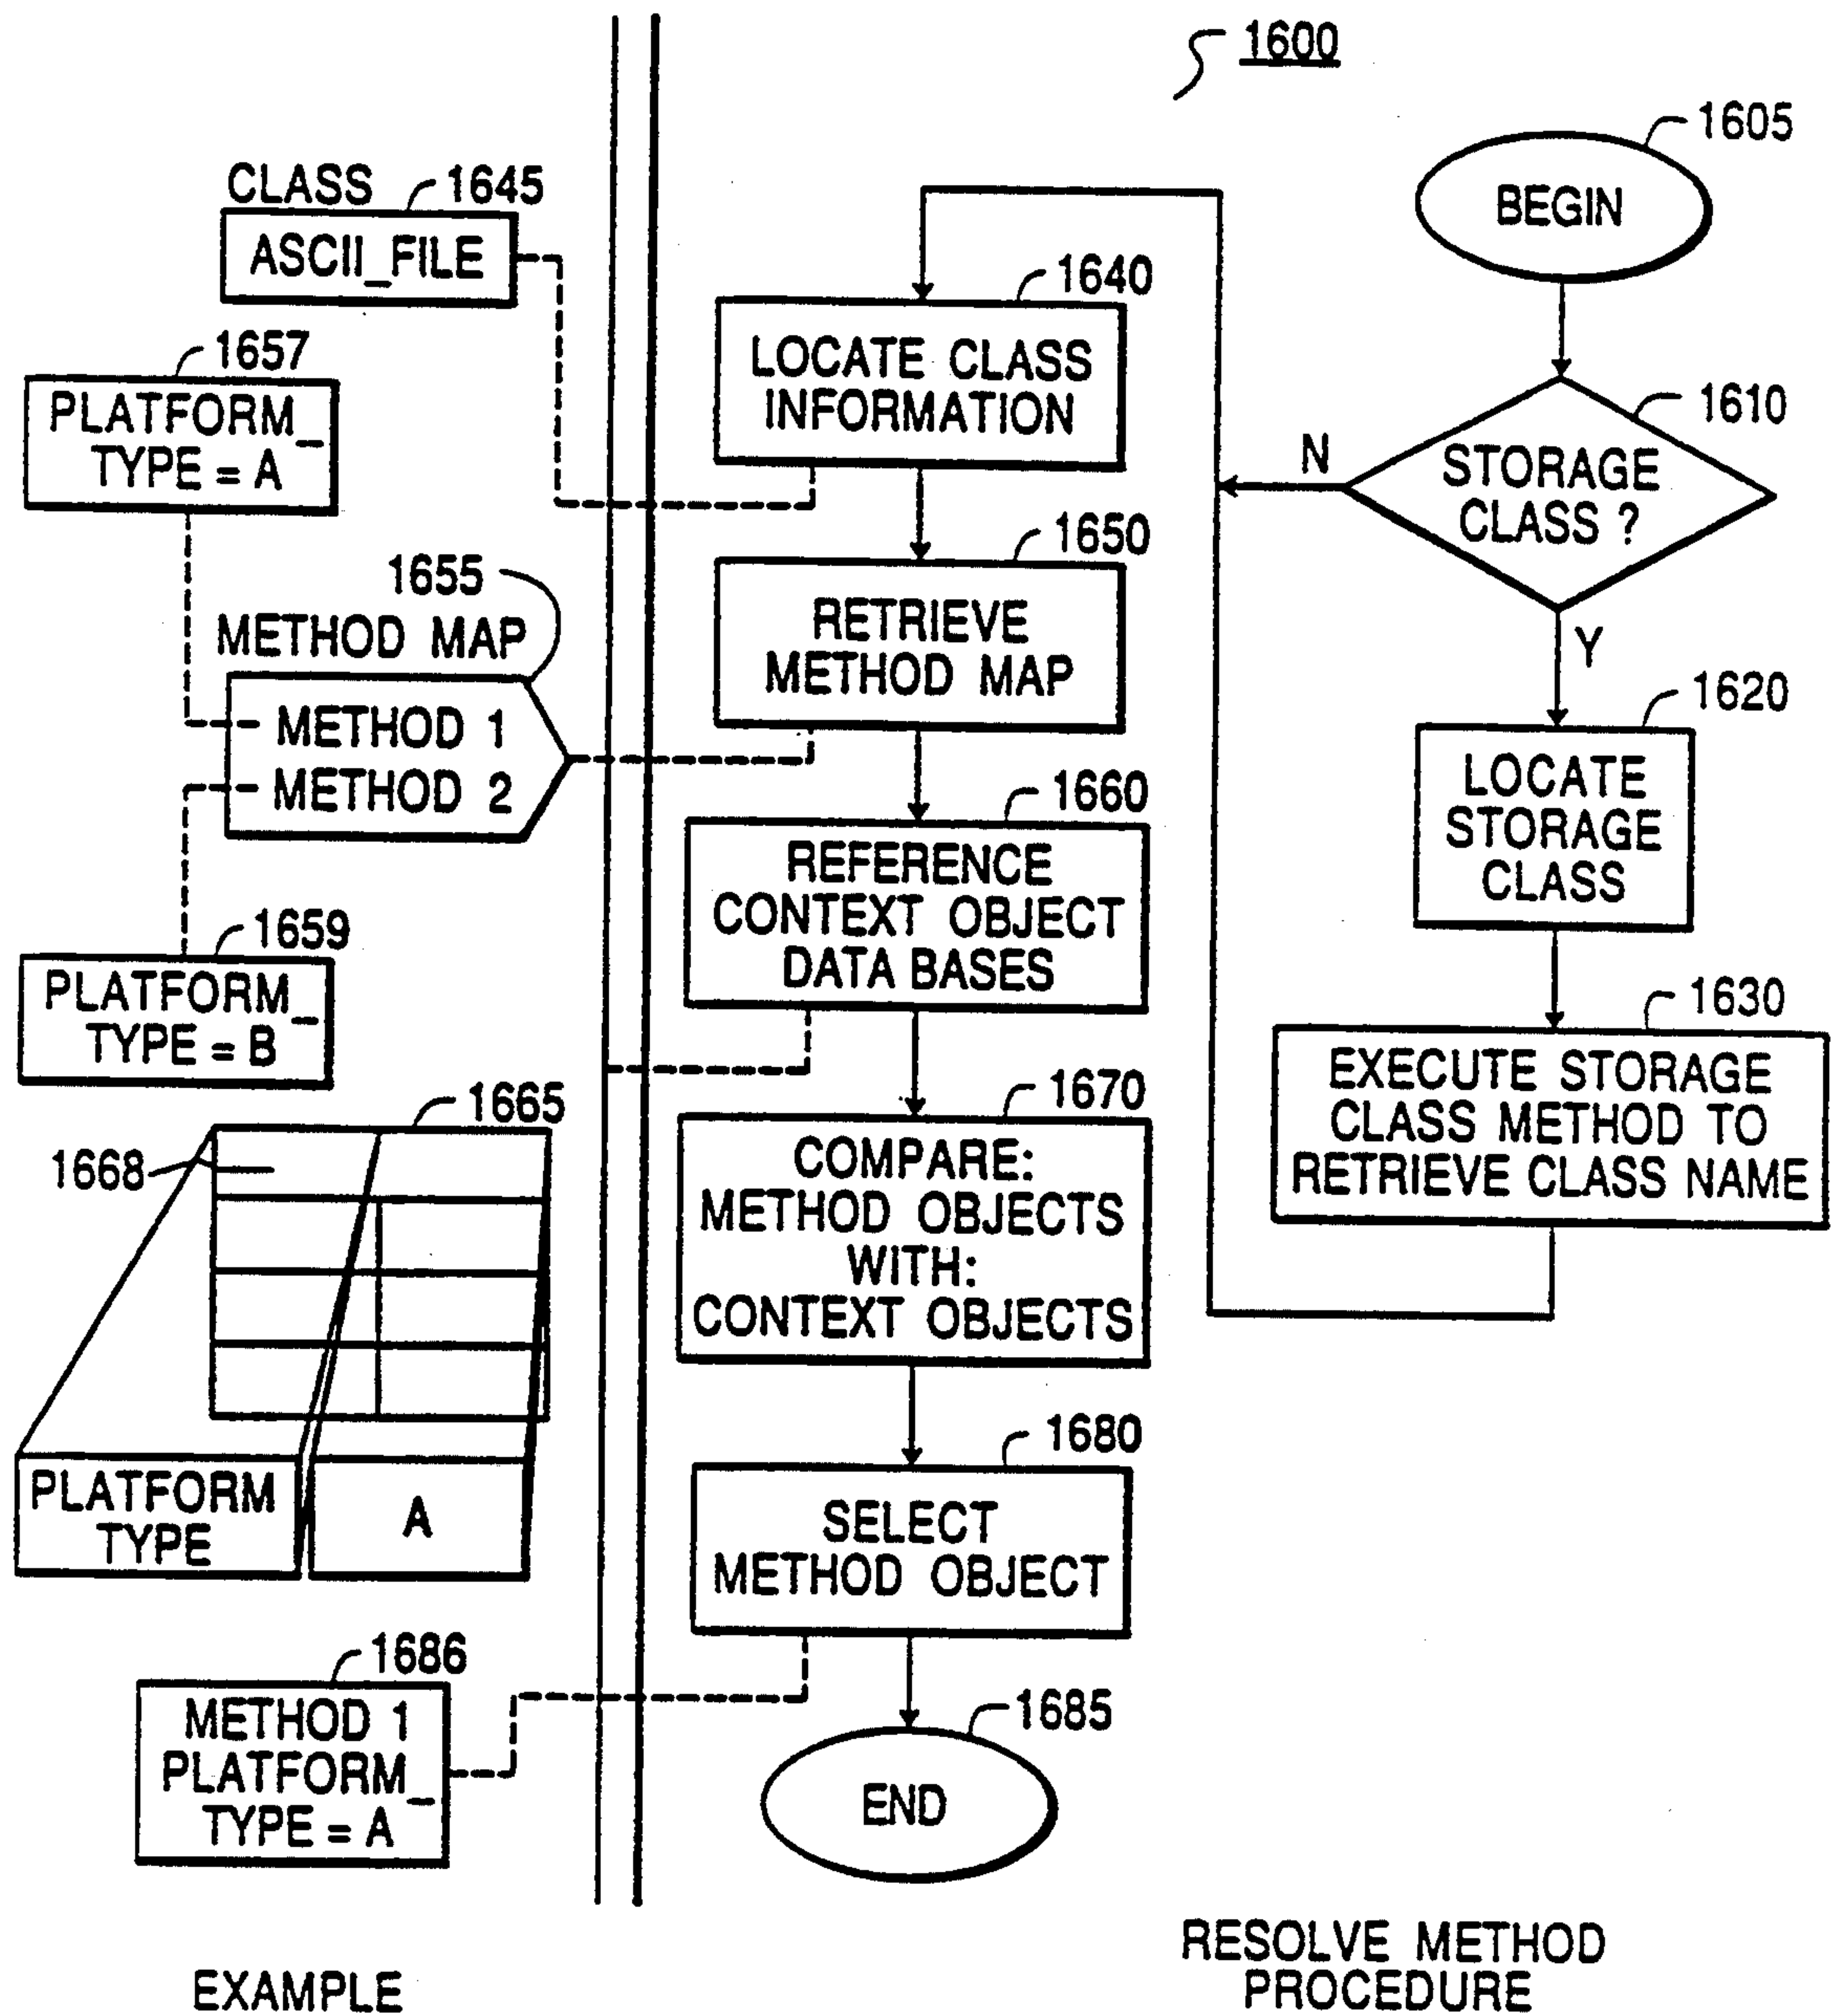 1600
1605
BEGIN
1610
STORAGE
CLASS ?
N
Y
1620
LOCATE
STORAGE
CLASS
1630
EXECUTE STORAGE
CLASS METHOD TO
RETRIEVE CLASS NAME
1640
LOCATE CLASS
INFORMATION
1650
RETRIEVE
METHOD MAP
1660
REFERENCE
CONTEXT OBJECT
DATA BASES
1670
COMPARE:
METHOD OBJECTS
WITH:
CONTEXT OBJECTS
1680
SELECT
METHOD OBJECT
1685
END
CLASS
1645
ASCII_FILE
1657
PLATFORM_
TYPE = A
1655
METHOD MAP
METHOD 1
METHOD 2
1659
PLATFORM_
TYPE = B
1665
1668
PLATFORM
TYPE
A
1686
METHOD 1
PLATFORM_
TYPE = A
EXAMPLE
RESOLVE METHOD
PROCEDURE